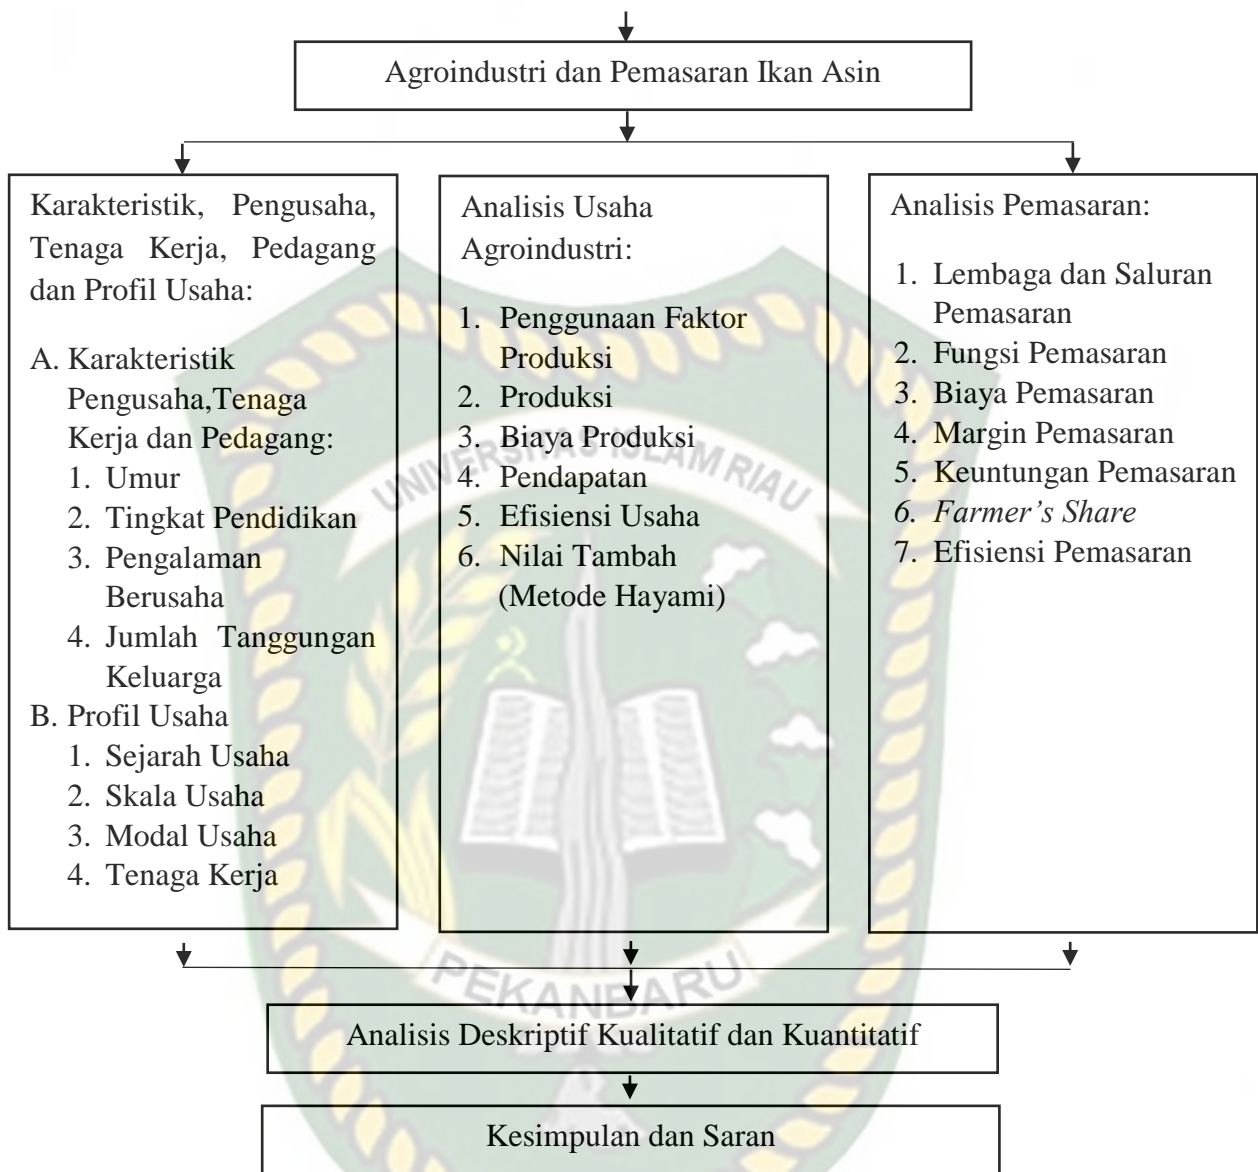 Agroindustri dan Pemasaran Ikan Asin
Karakteristik, Pengusaha,
Tenaga Kerja, Pedagang
dan Profil Usaha:
A. Karakteristik
Pengusaha,Tenaga
Kerja dan Pedagang:
1. Umur
2. Tingkat Pendidikan
3. Pengalaman
Berusaha
4. Jumlah Tanggungan
Keluarga
B. Profil Usaha
1. Sejarah Usaha
2. Skala Usaha
3. Modal Usaha
4. Tenaga Kerja
Analisis Usaha
Agroindustri:
1. Penggunaan Faktor
Produksi
2. Produksi
3. Biaya Produksi
4. Pendapatan
5. Efisiensi Usaha
6. Nilai Tambah
(Metode Hayami)
Analisis Pemasaran:
1. Lembaga dan Saluran
Pemasaran
2. Fungsi Pemasaran
3. Biaya Pemasaran
4. Margin Pemasaran
5. Keuntungan Pemasaran
6. Farmer’s Share
7. Efisiensi Pemasaran
UNIVERSITAS ISLAM RIAU
PEKANBARU
Analisis Deskriptif Kualitatif dan Kuantitatif
Kesimpulan dan Saran